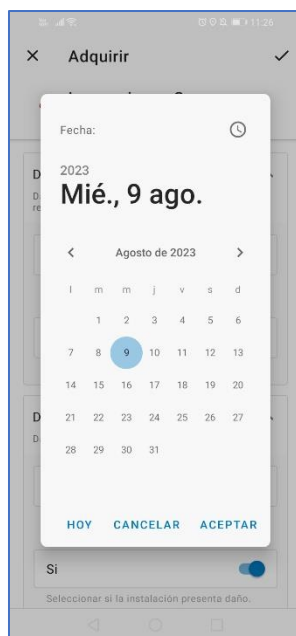 11:26
Adquirir
Fecha:
2023
Mié., 9 ago.
Agosto de 2023
l m m j v s d
1 2 3 4 5 6
7 8 9 10 11 12 13
14 15 16 17 18 19 20
21 22 23 24 25 26 27
28 29 30 31
HOY CANCELAR ACEPTAR
Si
Seleccionar si la instalación presenta daño.